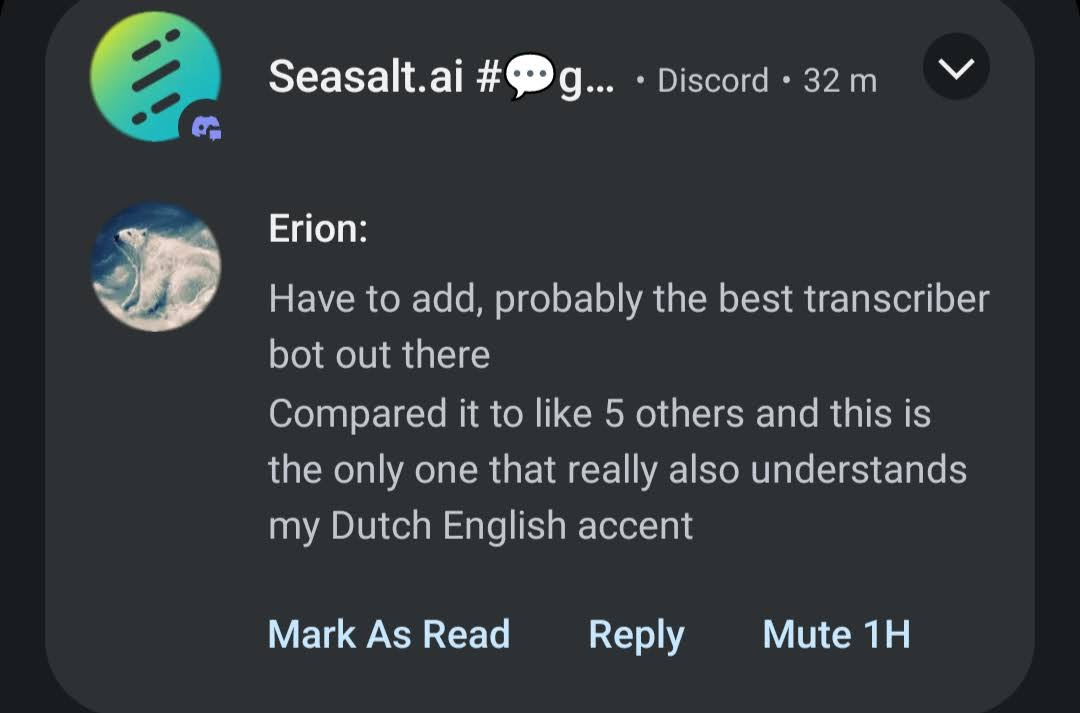 Seasalt.ai #💬g... • Discord • 32 m
Erion:
Have to add, probably the best transcriber
bot out there
Compared it to like 5 others and this is
the only one that really also understands
my Dutch English accent
Mark As Read Reply Mute 1H